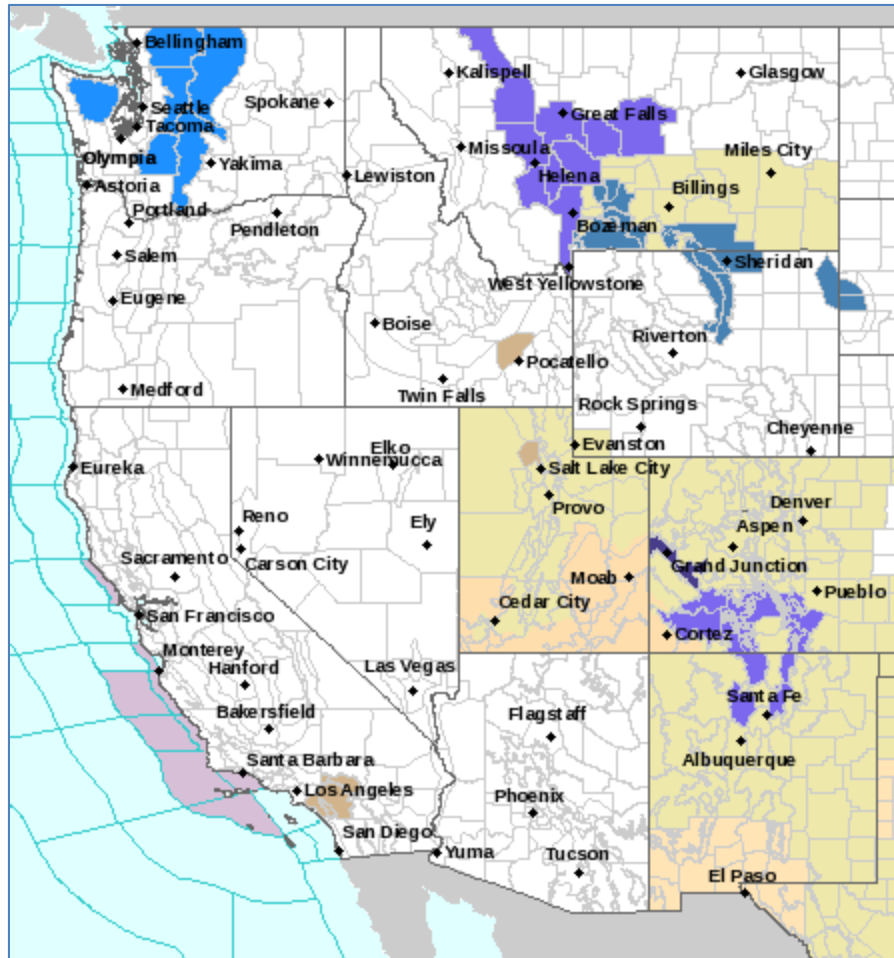 Bellingham
Kalispell
Glasgow
Spokane
Seattle
Great Falls
Tacoma
Missoula
Miles City
Olympia
Yakima
Helena
Lewiston
Astoria
Billings
Portland
Pendleton
Bozeman
Salem
Sheridan
West Yellowstone
Eugene
Boise
Riverton
Pocatello
Medford
Twin Falls
Rock Springs
Cheyenne
Elko
Evanston
Winnemucca
Eureka
Salt Lake City
Provo
Denver
Reno
Ely
Aspen
Sacramento
Carson City
Grand Junction
Moab
Pueblo
Cedar City
San Francisco
Cortez
Monterey
Hanford
Las Vegas
Santa Fe
Bakersfield
Flagstaff
Santa Barbara
Albuquerque
Los Angeles
Phoenix
San Diego
Yuma
Tucson
El Paso